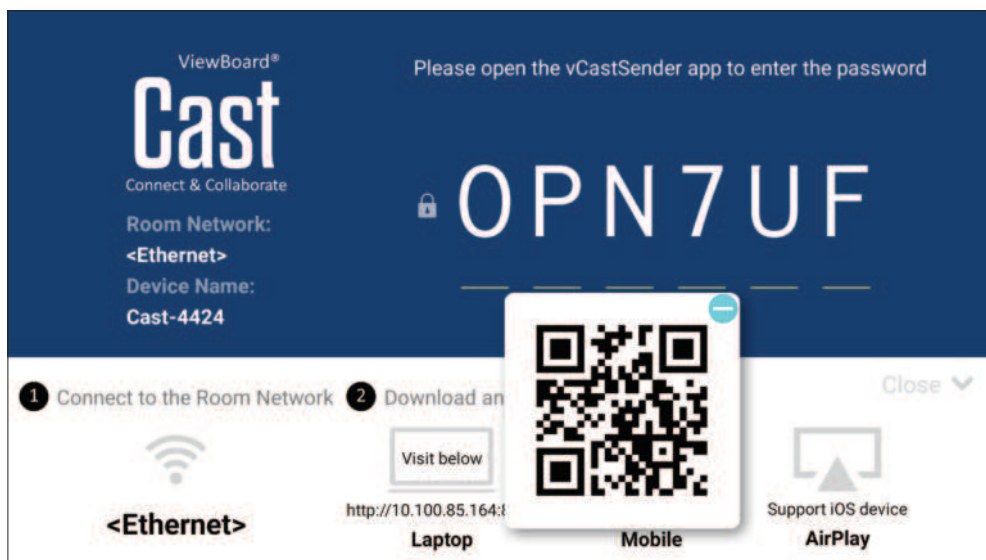 ViewBoard®
Cast
Connect & Collaborate
Room Network:
<Ethernet>
Device Name:
Cast-4424
Please open the vCastSender app to enter the password
OPN7UF
Close
1 Connect to the Room Network
2 Download an
<Ethernet>
Visit below
http://10.100.85.164:
Laptop
Mobile
Support iOS device
AirPlay